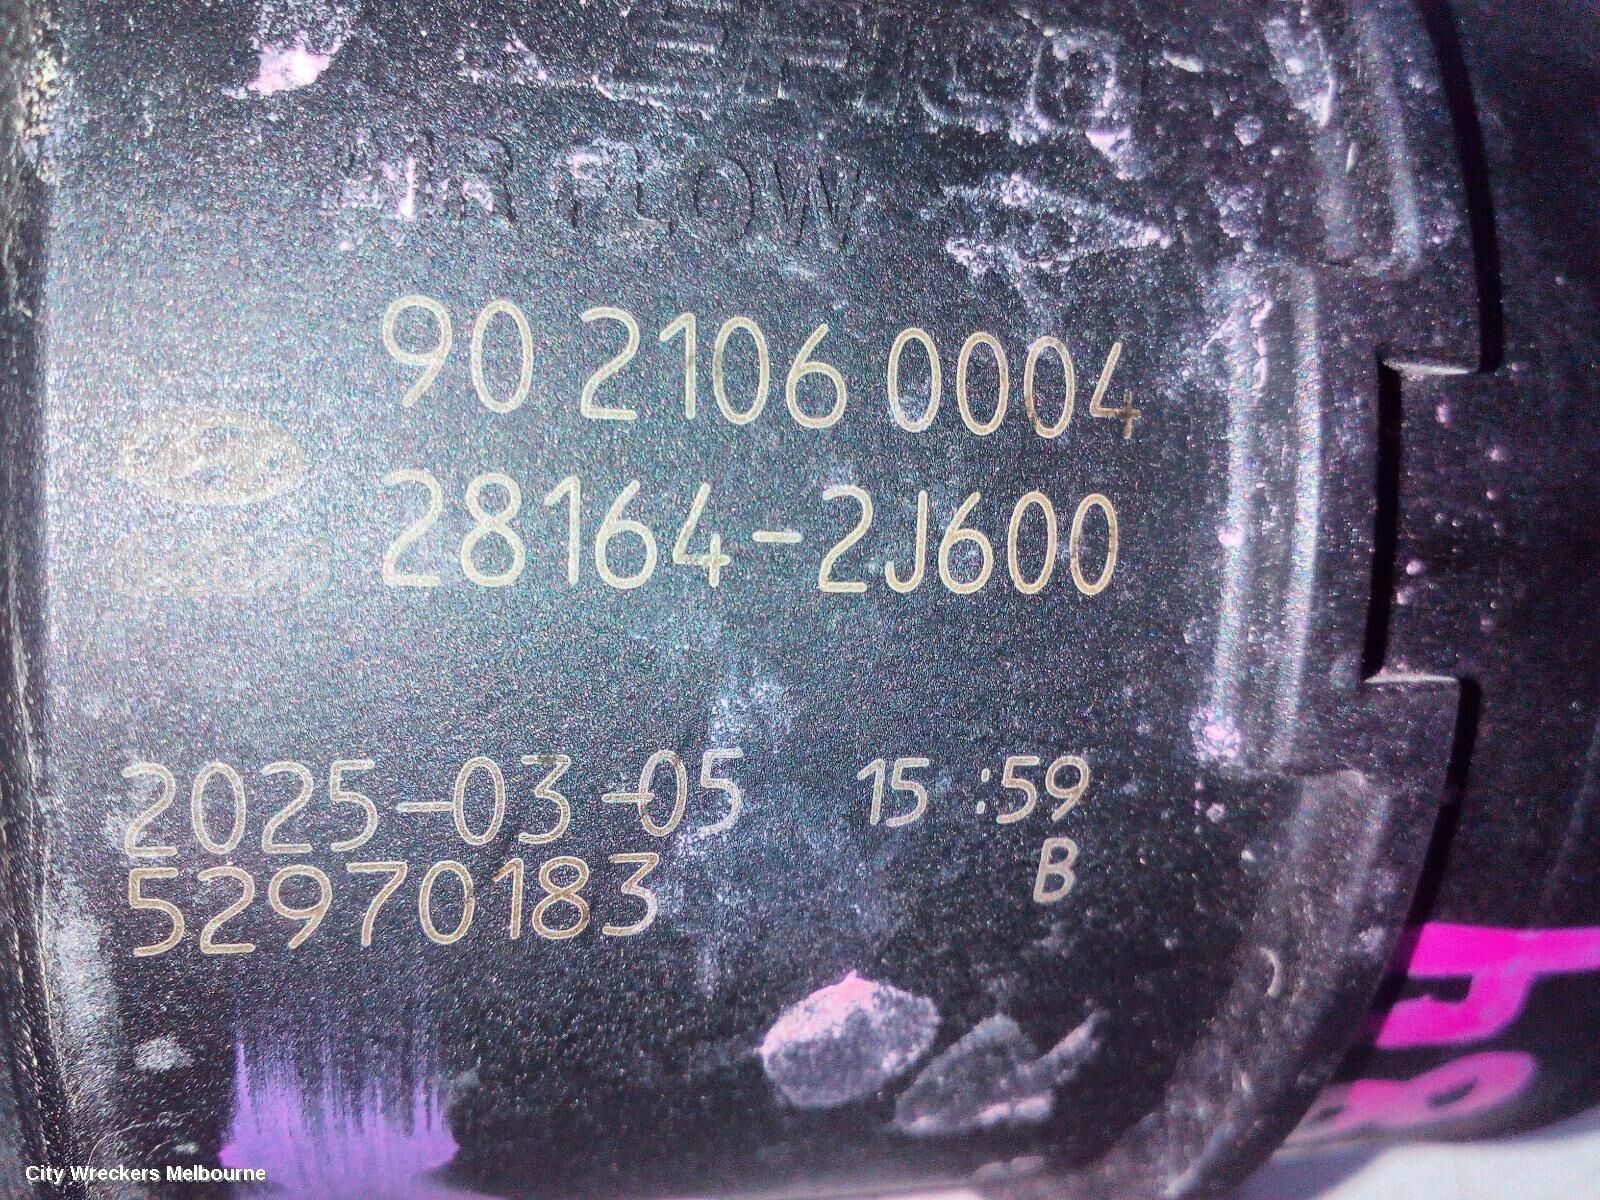 AIR FLOW
90 2106 0004
28164-2J600
2025-03-05 15:59
52970183 B
City Wreckers Melbourne